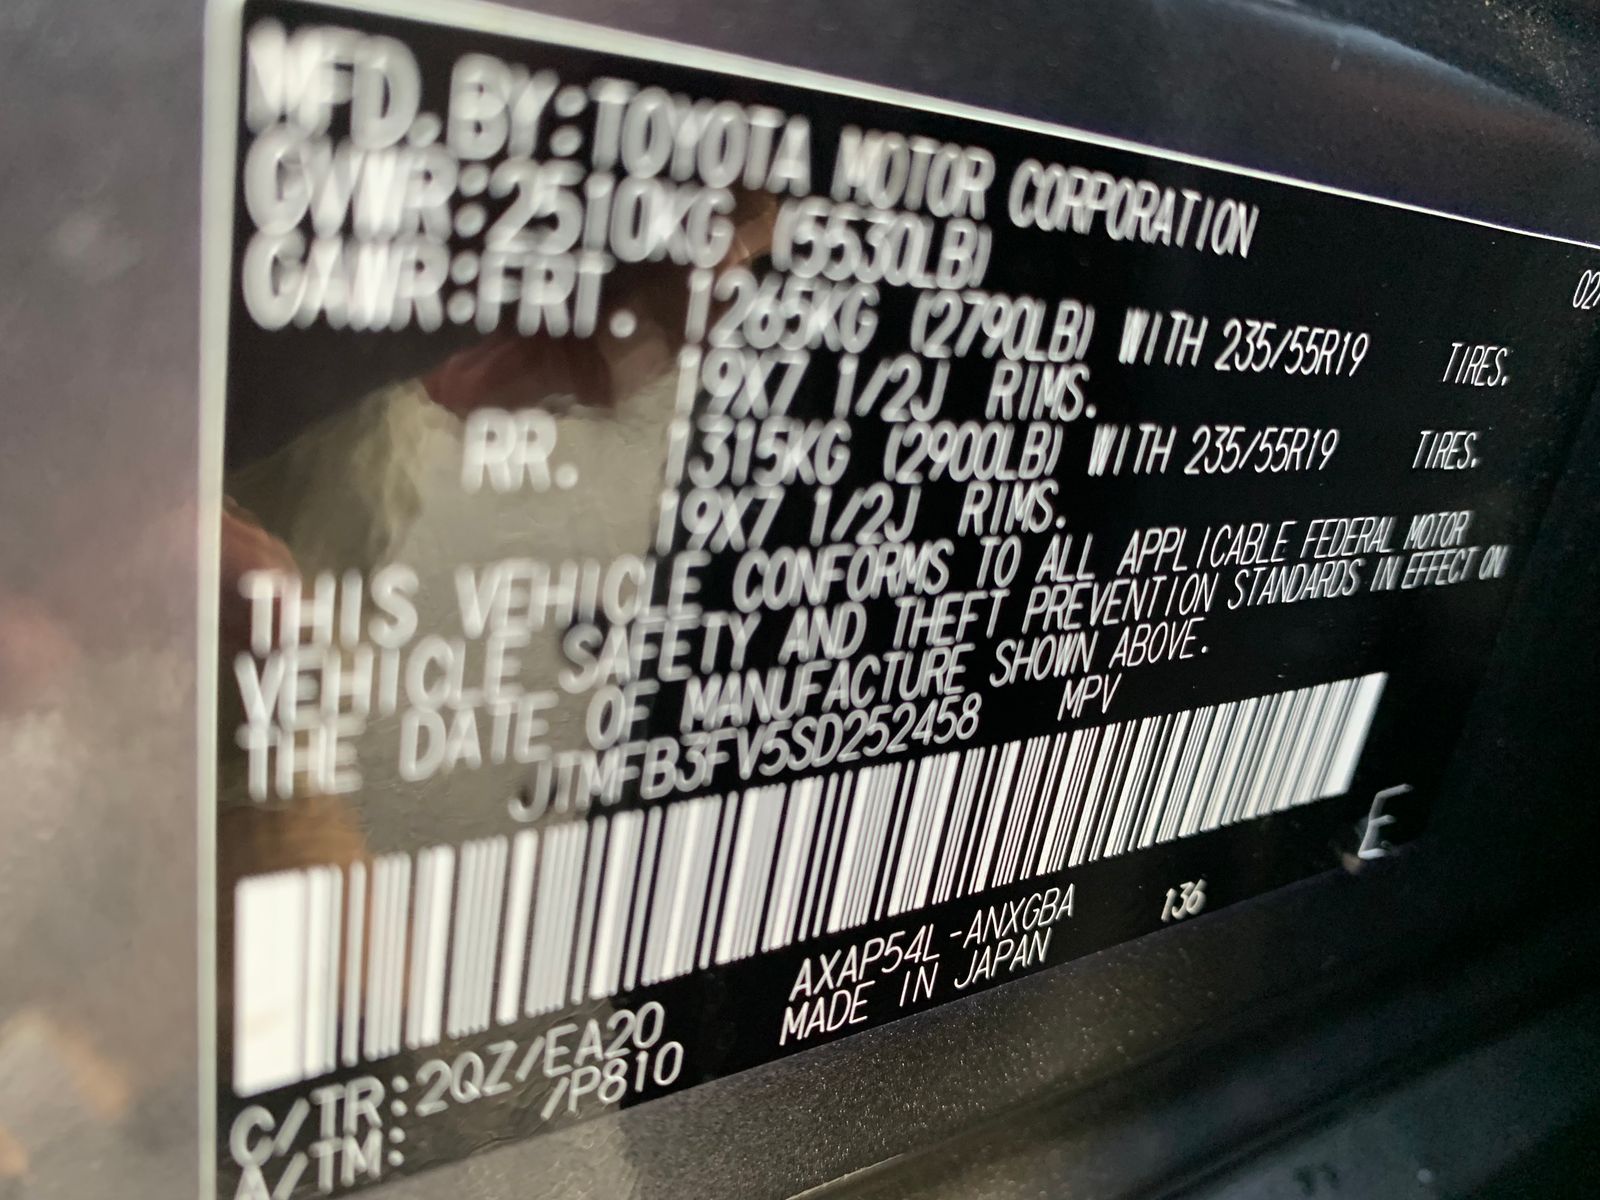 MFD. BY: TOYOTA MOTOR CORPORATION
02/
GVWR: 2510KG (5530LB)
GAWR: FRT. 1265KG (2790LB) WITH 235/55R19 TIRES.
19X7 1/2J RIMS.
RR. 1315KG (2900LB) WITH 235/55R19 TIRES.
19X7 1/2J RIMS.
THIS VEHICLE CONFORMS TO ALL APPLICABLE FEDERAL MOTOR
VEHICLE SAFETY AND THEFT PREVENTION STANDARDS IN EFFECT ON
THE DATE OF MANUFACTURE SHOWN ABOVE.
JTMFB3FV5SD252458 MPV
E
136
C/TR: 2QZ/EA20 AXAP54L-ANXGBA
A/TM: /P810 MADE IN JAPAN